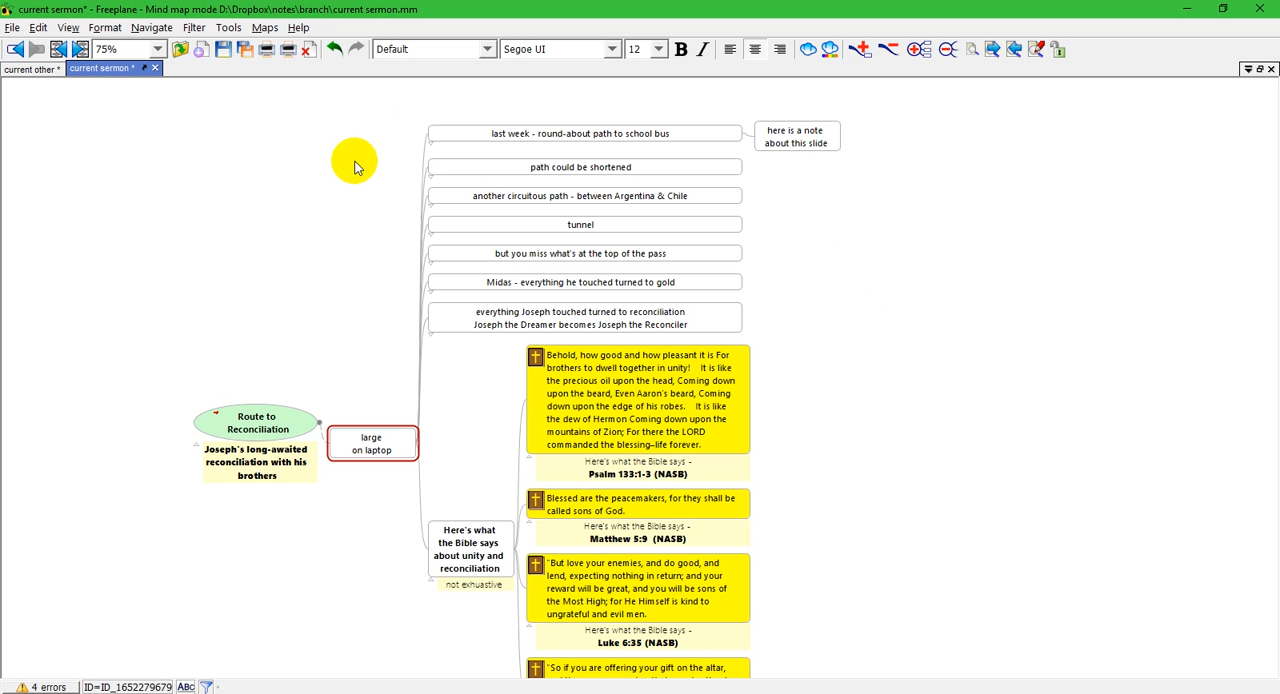 current sermon* - Freeplane - Mind map mode D:\Dropbox\notes\branch\current sermon.mm
File Edit View Format Navigate Filter Tools Maps Help
75%
Default
Segoe UI
12
B I
current other *
current sermon *
last week - round-about path to school bus
here is a note
about this slide
path could be shortened
another circuitous path - between Argentina & Chile
tunnel
but you miss what's at the top of the pass
Midas - everything he touched turned to gold
everything Joseph touched turned to reconciliation
Joseph the Dreamer becomes Joseph the Reconciler
Route to
Reconciliation
Joseph's long-awaited
reconciliation with his
brothers
large
on laptop
Here's what
the Bible says
about unity and
reconciliation
not exhuastive
Behold, how good and how pleasant it is For
brothers to dwell together in unity! It is like
the precious oil upon the head, Coming down
upon the beard, Even Aaron's beard, Coming
down upon the edge of his robes. It is like
the dew of Hermon Coming down upon the
mountains of Zion; For there the LORD
commanded the blessing–life forever.
Here's what the Bible says -
Psalm 133:1-3 (NASB)
Blessed are the peacemakers, for they shall be
called sons of God.
Here's what the Bible says -
Matthew 5:9 (NASB)
"But love your enemies, and do good, and
lend, expecting nothing in return; and your
reward will be great, and you will be sons of
the Most High; for He Himself is kind to
ungrateful and evil men.
Here's what the Bible says -
Luke 6:35 (NASB)
"So if you are offering your gift on the altar,
4 errors
ID=ID_1652279679
ABC